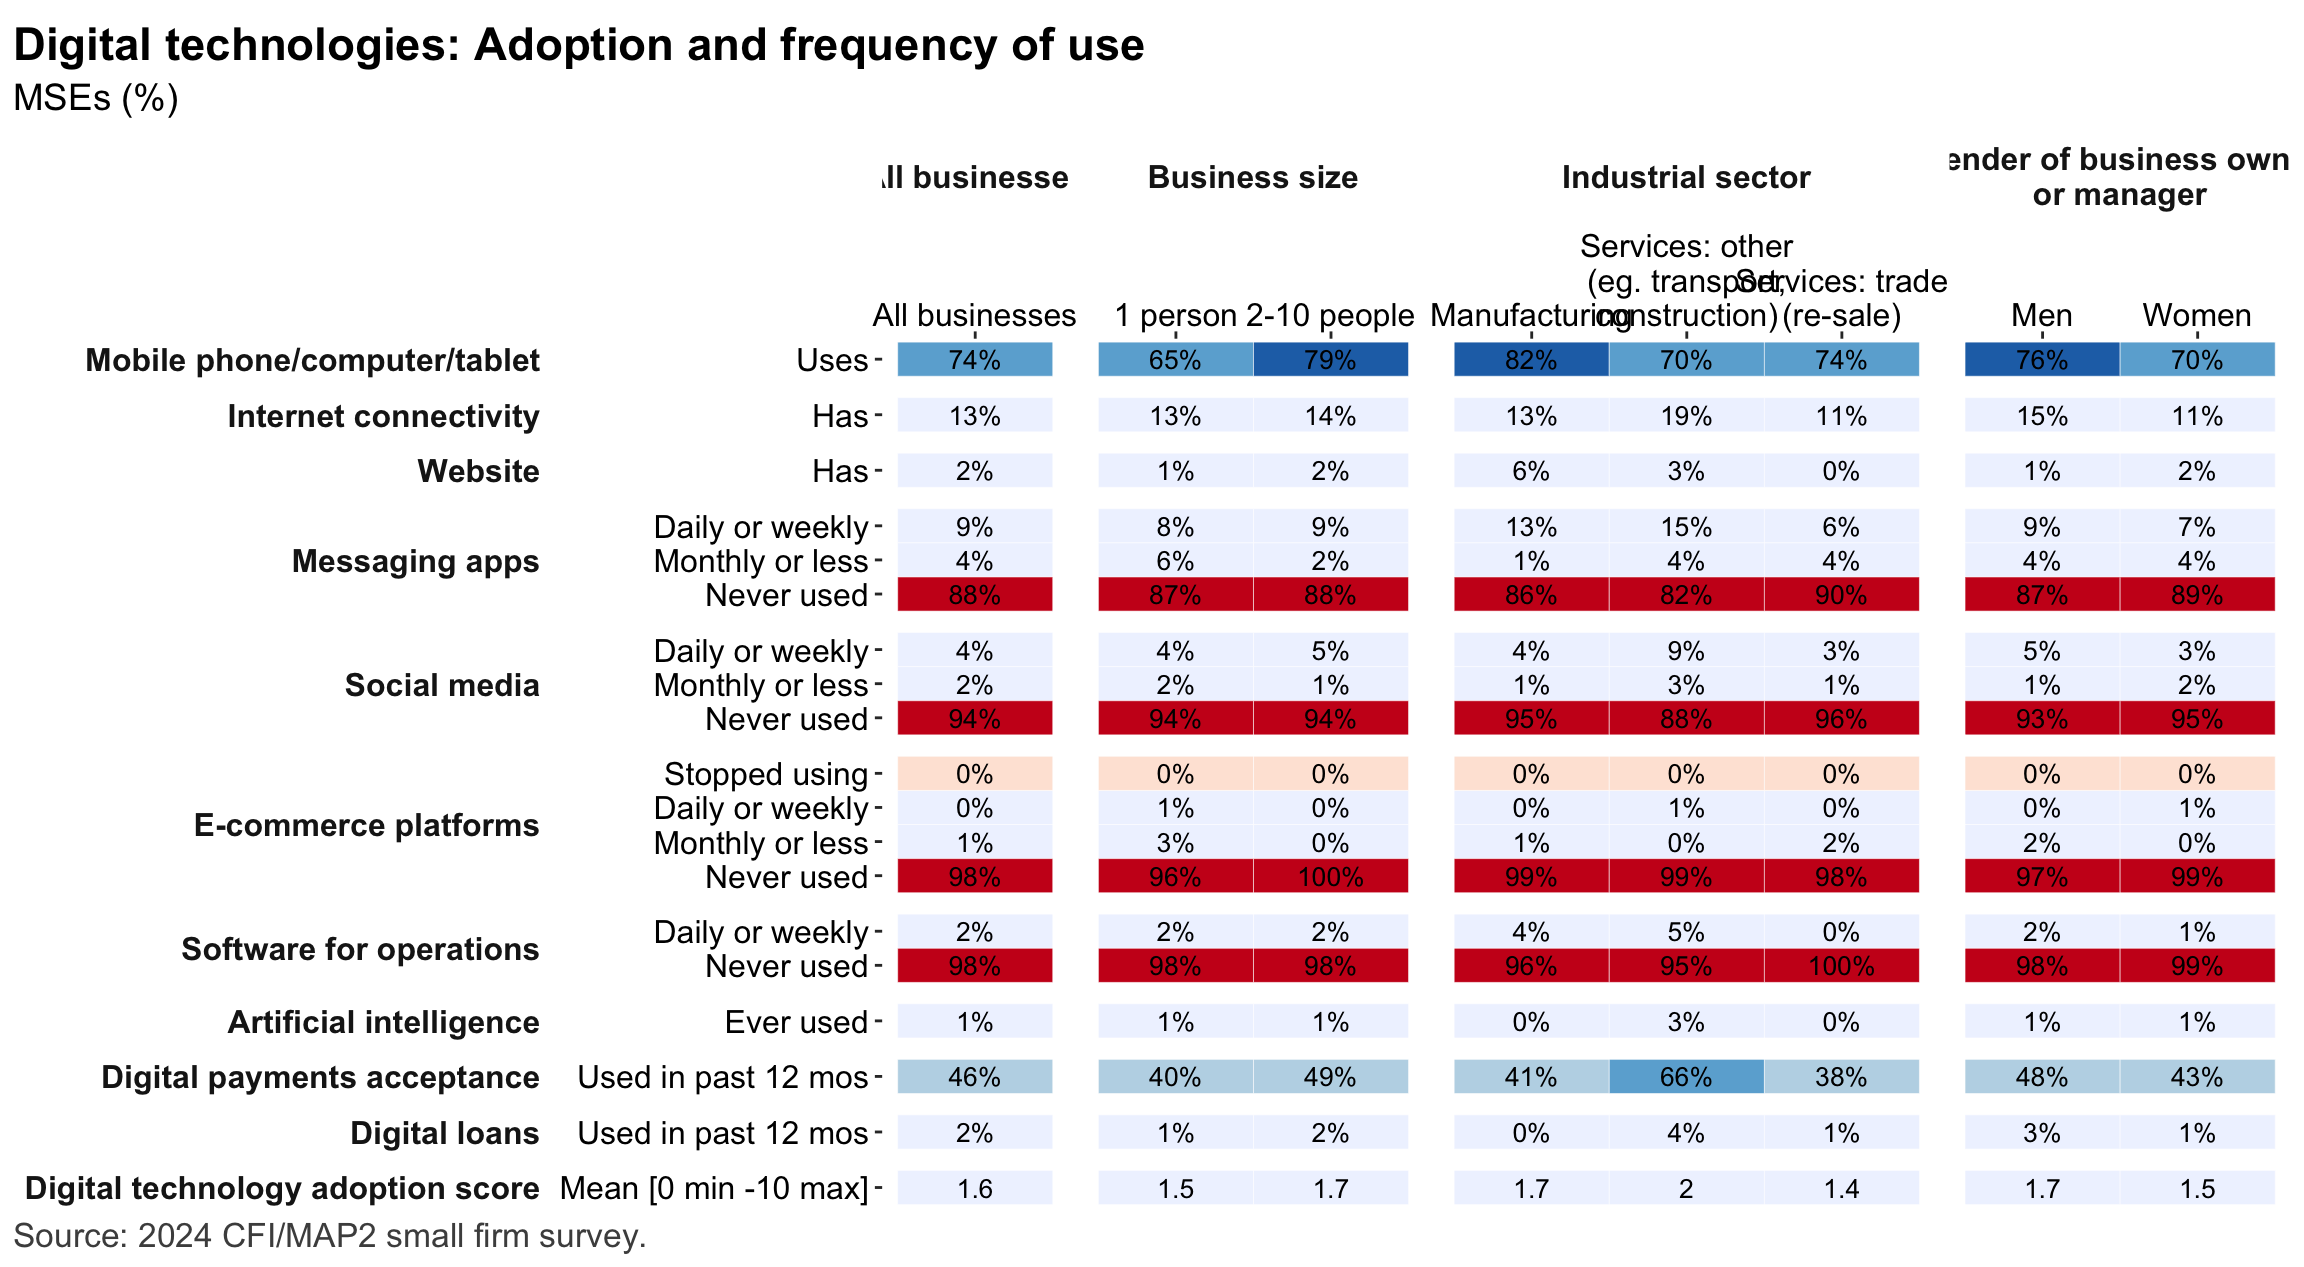 Digital technologies: Adoption and frequency of use
MSEs (%)
ll businesse Business size Industrial sector ender of business own
or manager
Services: other
(eg. transport, Services: trade
All businesses 1 person 2-10 people Manufacturing construction) (re-sale) Men Women
Mobile phone/computer/tablet Uses 74% 65% 79% 82% 70% 74% 76% 70%
Internet connectivity Has 13% 13% 14% 13% 19% 11% 15% 11%
Website Has 2% 1% 2% 6% 3% 0% 1% 2%
Daily or weekly 9% 8% 9% 13% 15% 6% 9% 7%
Messaging apps Monthly or less 4% 6% 2% 1% 4% 4% 4% 4%
Never used 88% 87% 88% 86% 82% 90% 87% 89%
Daily or weekly 4% 4% 5% 4% 9% 3% 5% 3%
Social media Monthly or less 2% 2% 1% 1% 3% 1% 1% 2%
Never used 94% 94% 94% 95% 88% 96% 93% 95%
Stopped using 0% 0% 0% 0% 0% 0% 0% 0%
Daily or weekly 0% 1% 0% 0% 1% 0% 0% 1%
E-commerce platforms
Monthly or less 1% 3% 0% 1% 0% 2% 2% 0%
Never used 98% 96% 100% 99% 99% 98% 97% 99%
Software for operations
Daily or weekly 2% 2% 2% 4% 5% 0% 2% 1%
Never used 98% 98% 98% 96% 95% 100% 98% 99%
Artificial intelligence Ever used 1% 1% 1% 0% 3% 0% 1% 1%
Digital payments acceptance Used in past 12 mos 46% 40% 49% 41% 66% 38% 48% 43%
Digital loans Used in past 12 mos 2% 1% 2% 0% 4% 1% 3% 1%
Digital technology adoption score Mean [0 min -10 max] 1.6 1.5 1.7 1.7 2 1.4 1.7 1.5
Source: 2024 CFI/MAP2 small firm survey.